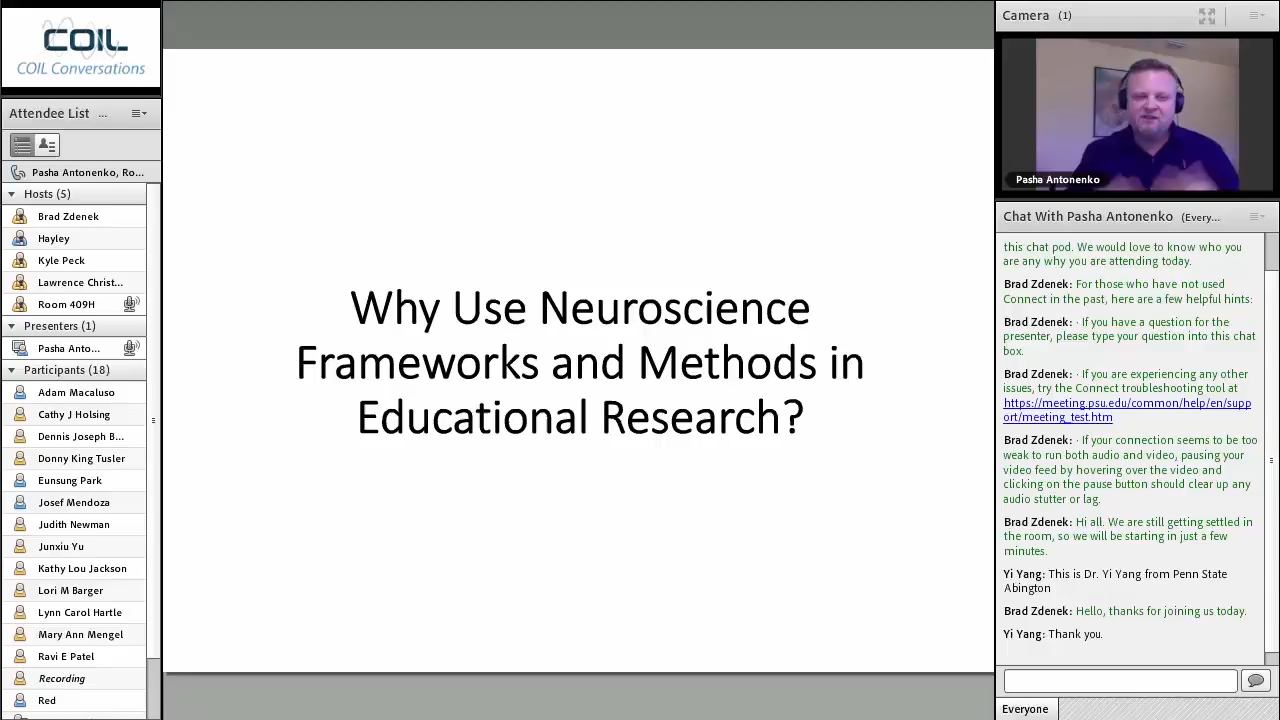 COIL
COIL Conversations
Attendee List ...
Pasha Antonenko, Ro...
Hosts (5)
Brad Zdenek
Hayley
Kyle Peck
Lawrence Christ...
Room 409H
Presenters (1)
Pasha Anto...
Participants (18)
Adam Macaluso
Cathy J Holsing
Dennis Joseph B...
Donny King Tusler
Eunsung Park
Josef Mendoza
Judith Newman
Junxiu Yu
Kathy Lou Jackson
Lori M Barger
Lynn Carol Hartle
Mary Ann Mengel
Ravi E Patel
Recording
Red
Why Use Neuroscience
Frameworks and Methods in
Educational Research?
Camera (1)
Pasha Antonenko
Chat With Pasha Antonenko (Every...
this chat pod. We would love to know who you
are any why you are attending today.
Brad Zdenek: For those who have not used
Connect in the past, here are a few helpful hints:
Brad Zdenek: · If you have a question for the
presenter, please type your question into this chat
box.
Brad Zdenek: · If you are experiencing any other
issues, try the Connect troubleshooting tool at
https://meeting.psu.edu/common/help/en/supp
ort/meeting_test.htm
Brad Zdenek: · If your connection seems to be too
weak to run both audio and video, pausing your
video feed by hovering over the video and
clicking on the pause button should clear up any
audio stutter or lag.
Brad Zdenek: Hi all. We are still getting settled in
the room, so we will be starting in just a few
minutes.
Yi Yang: This is Dr. Yi Yang from Penn State
Abington
Brad Zdenek: Hello, thanks for joining us today.
Yi Yang: Thank you.
Everyone